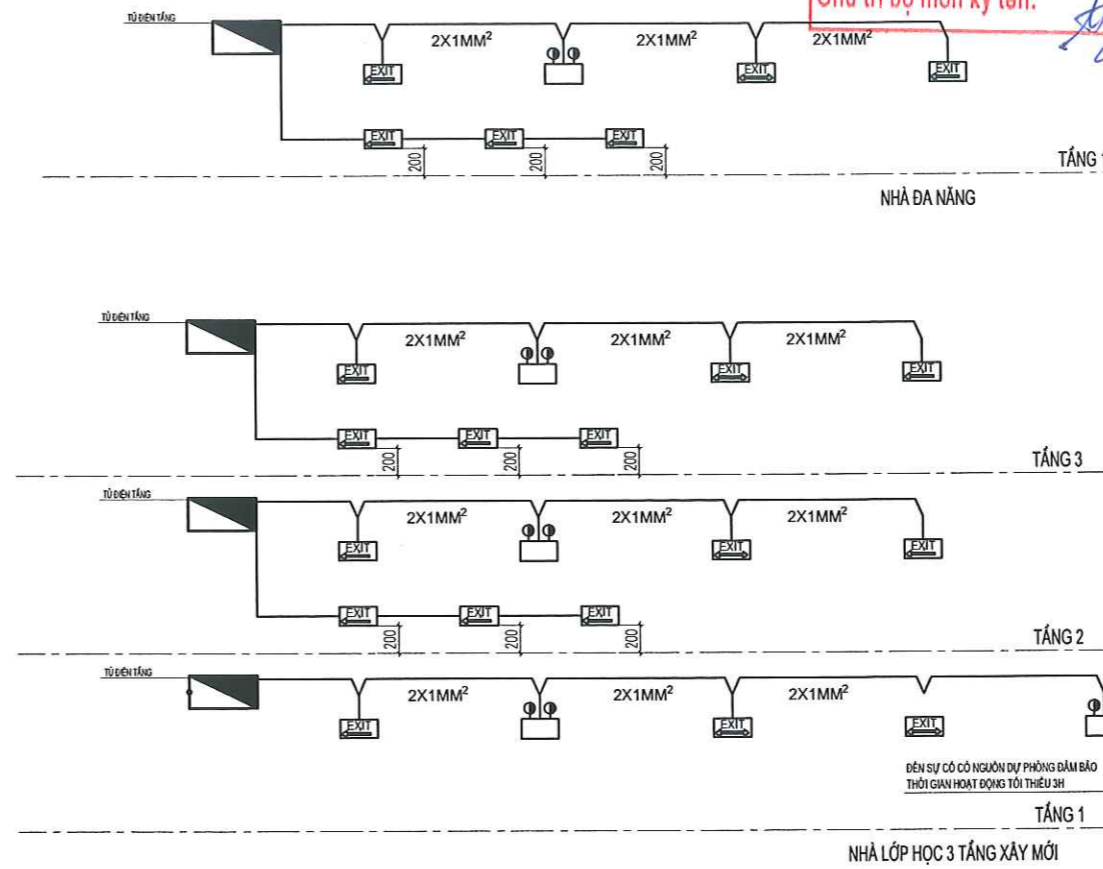 Chủ trì bộ môn ký tên:
TỦ ĐIỆN TẦNG
2X1MM² 2X1MM² 2X1MM²
EXIT EXIT EXIT
EXIT EXIT EXIT
200 200 200
TẦNG 1
NHÀ ĐA NĂNG
TỦ ĐIỆN TẦNG
2X1MM² 2X1MM² 2X1MM²
EXIT EXIT EXIT
EXIT EXIT EXIT
200 200 200
TẦNG 3
TỦ ĐIỆN TẦNG
2X1MM² 2X1MM² 2X1MM²
EXIT EXIT EXIT
EXIT EXIT EXIT
200 200 200
TẦNG 2
TỦ ĐIỆN TẦNG
2X1MM² 2X1MM² 2X1MM²
EXIT EXIT EXIT
ĐÈN SỰ CỐ CÓ NGUỒN DỰ PHÒNG ĐẢM BẢO
THỜI GIAN HOẠT ĐỘNG TỐI THIỂU 3H
TẦNG 1
NHÀ LỚP HỌC 3 TẦNG XÂY MỚI